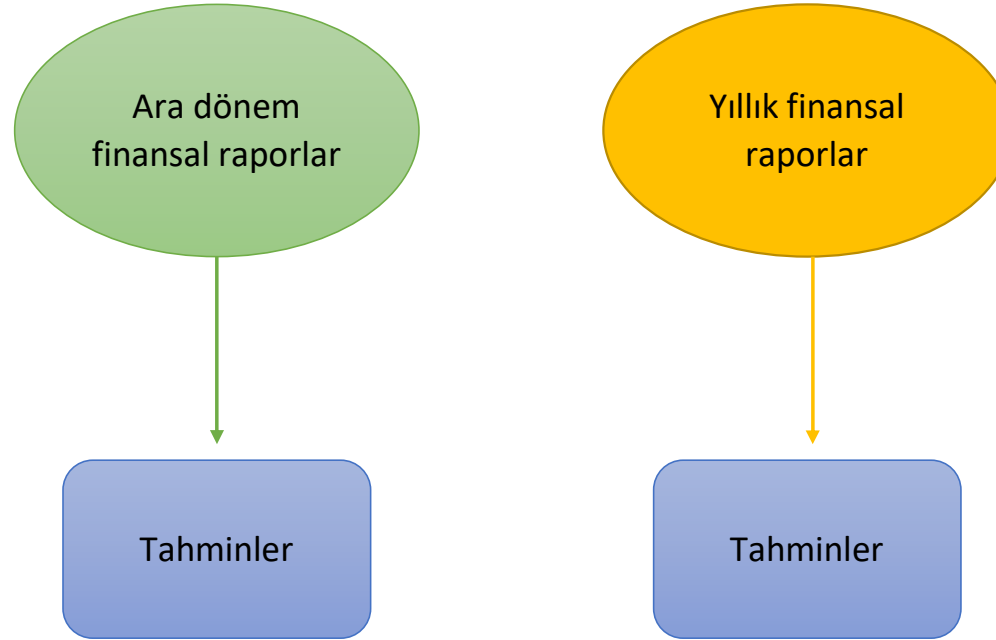 Ara dönem
finansal raporlar
Yıllık finansal
raporlar
Tahminler
Tahminler